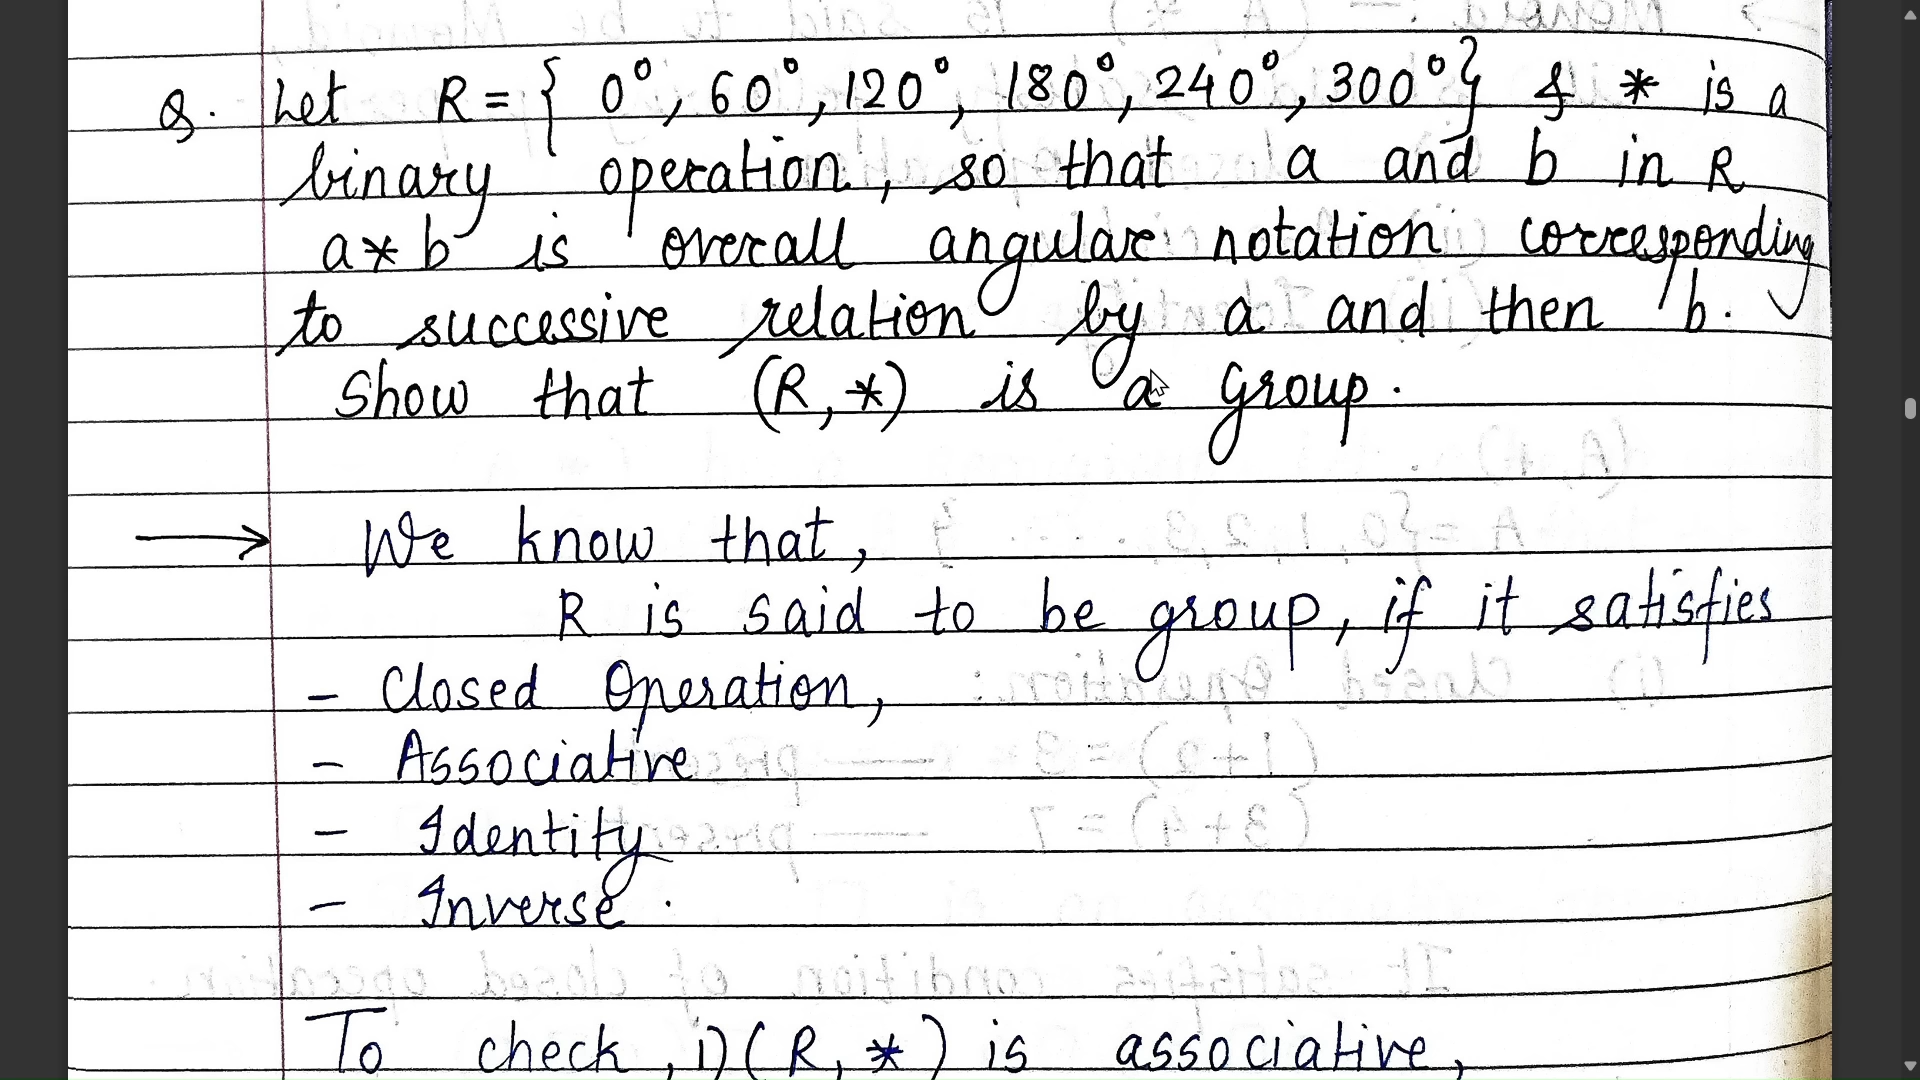 Q. Let R = { 0°, 60°, 120°, 180°, 240°, 300° } & * is a
binary operation, so that a and b in R
a * b is overall angular notation corresponding
to successive relation by a and then b.
Show that (R, *) is a group.
→ We know that,
R is said to be group, if it satisfies
- Closed Operation,
- Associative
- Identity
- Inverse.
To check, i) (R, *) is associative,